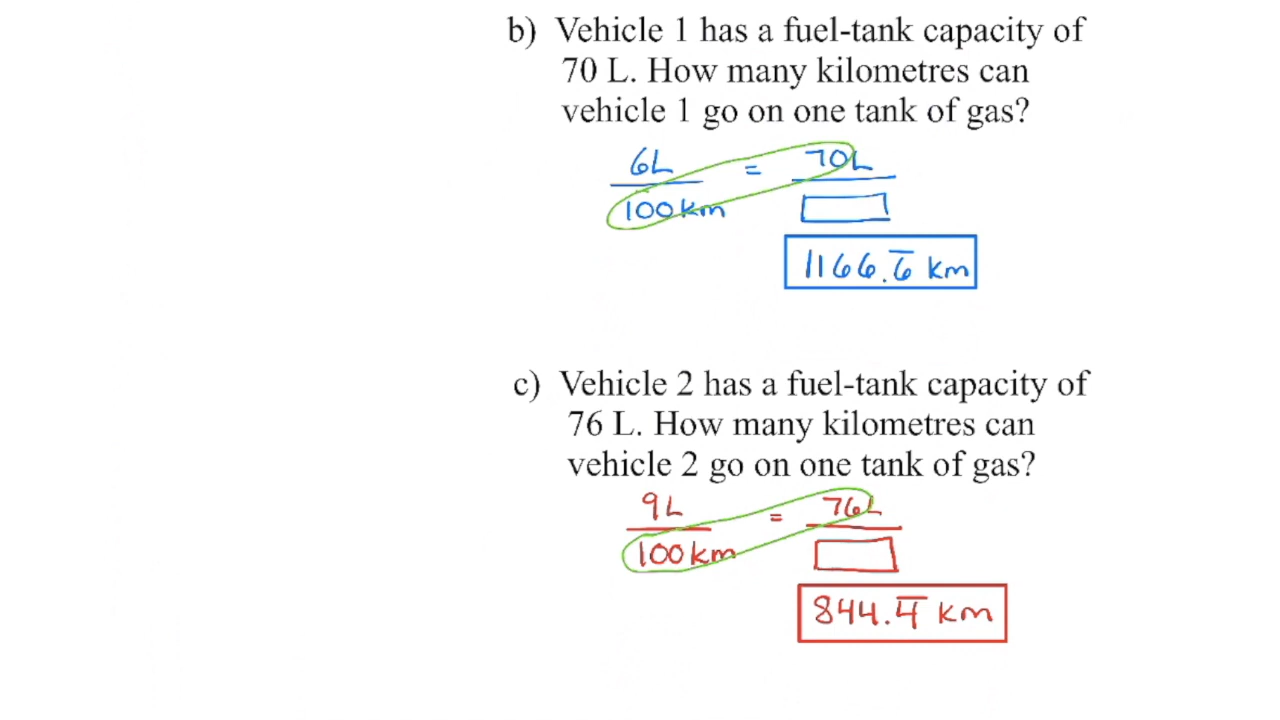 b) Vehicle 1 has a fuel-tank capacity of
70 L. How many kilometres can
vehicle 1 go on one tank of gas?
6L = 70L
100km
1166.6̅ km
c) Vehicle 2 has a fuel-tank capacity of
76 L. How many kilometres can
vehicle 2 go on one tank of gas?
9L = 76L
100km
844.4̅ km